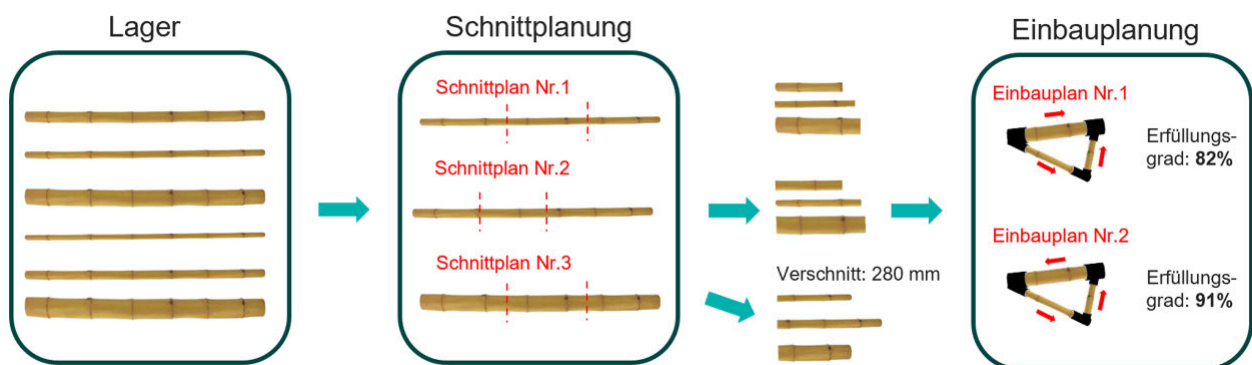 Lager
Schnittplanung
Einbauplanung
Schnittplan Nr.1
Schnittplan Nr.2
Schnittplan Nr.3
Verschnitt: 280 mm
Einbauplan Nr.1
Erfüllungs-
grad: 82%
Einbauplan Nr.2
Erfüllungs-
grad: 91%